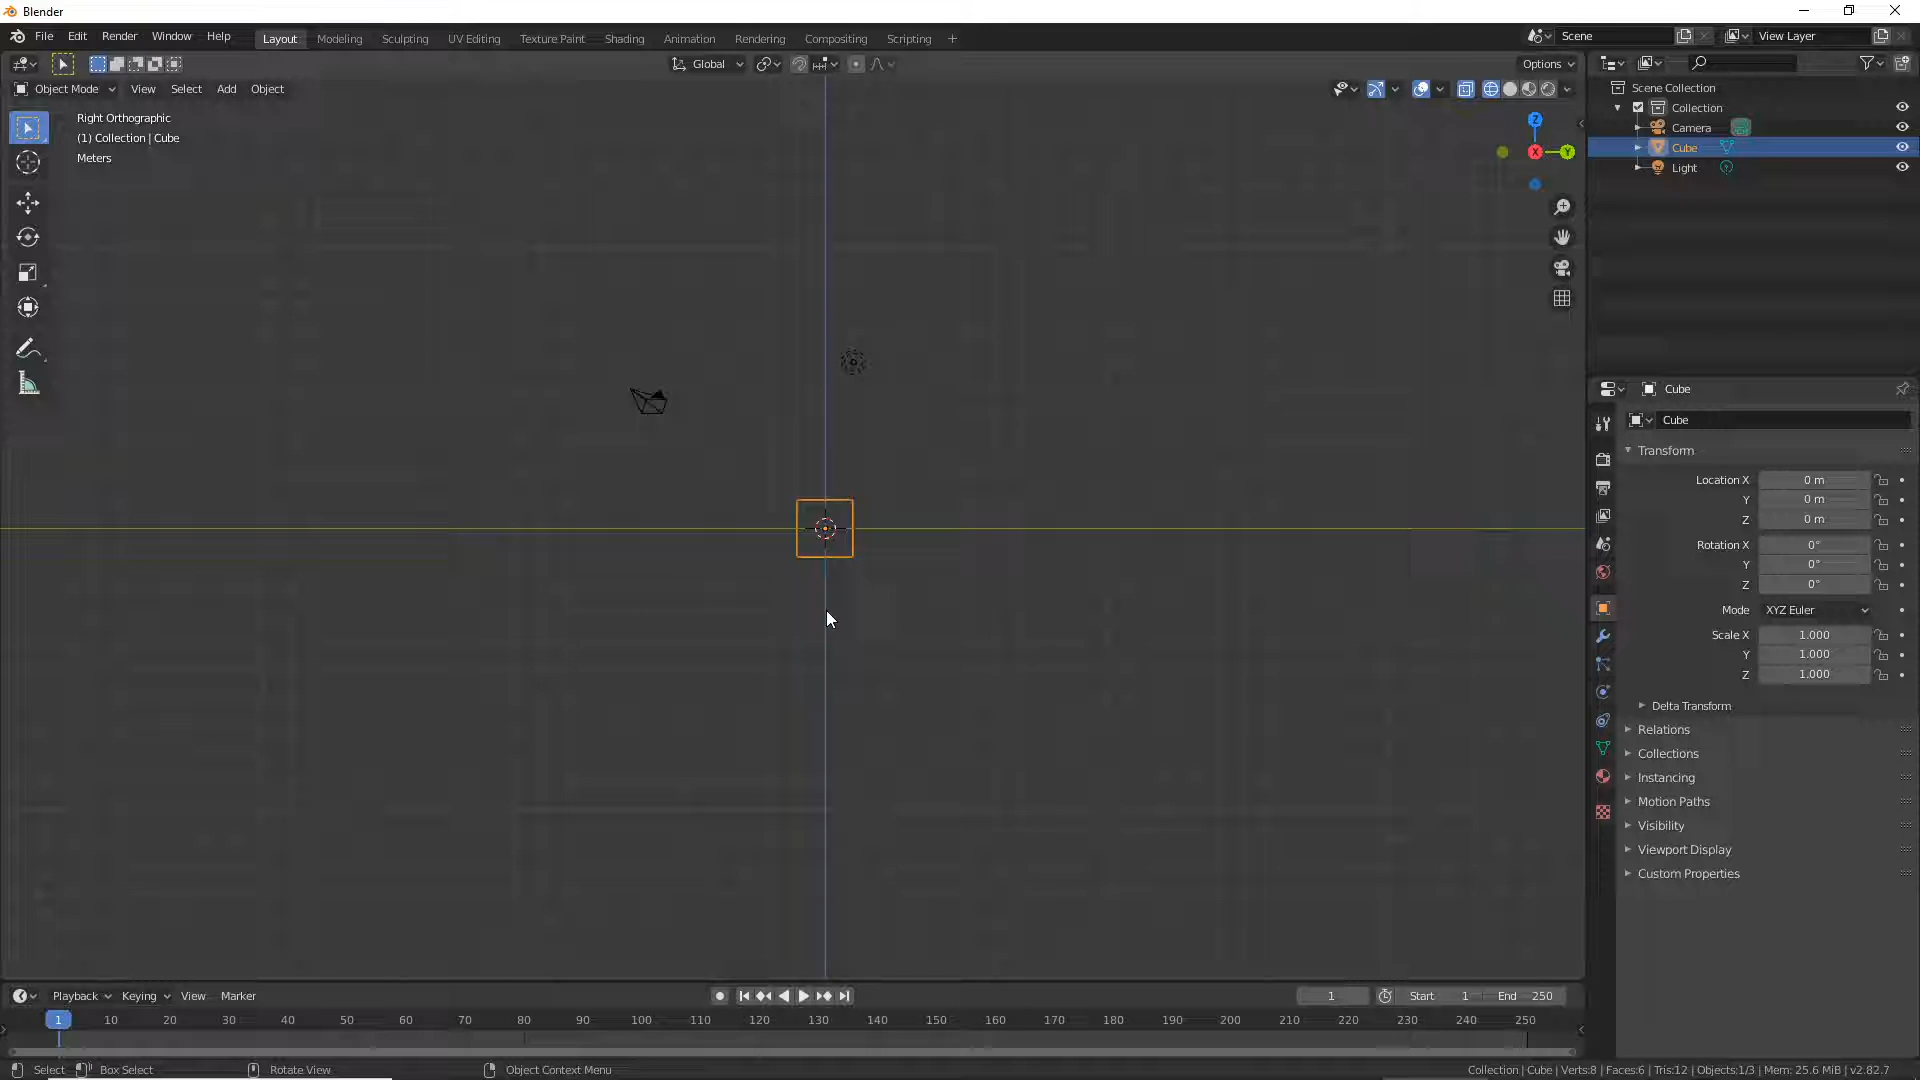 Blender
File Edit Render Window Help Layout Modeling Sculpting UV Editing Texture Paint Shading Animation Rendering Compositing Scripting + Scene View Layer
Global Options
Object Mode View Select Add Object
Right Orthographic
(1) Collection | Cube
Meters
Z
X Y
Scene Collection
Collection
Camera
Cube
Light
Cube
Cube
Transform
Location X 0 m
Y 0 m
Z 0 m
Rotation X 0°
Y 0°
Z 0°
Mode XYZ Euler
Scale X 1.000
Y 1.000
Z 1.000
Delta Transform
Relations
Collections
Instancing
Motion Paths
Visibility
Viewport Display
Custom Properties
Playback Keying View Marker 1 Start 1 End 250
1 10 20 30 40 50 60 70 80 90 100 110 120 130 140 150 160 170 180 190 200 210 220 230 240 250
Select Box Select Rotate View Object Context Menu Collection | Cube | Verts:8 | Faces:6 | Tris:12 | Objects:1/3 | Mem: 25.6 MiB | v2.82.7